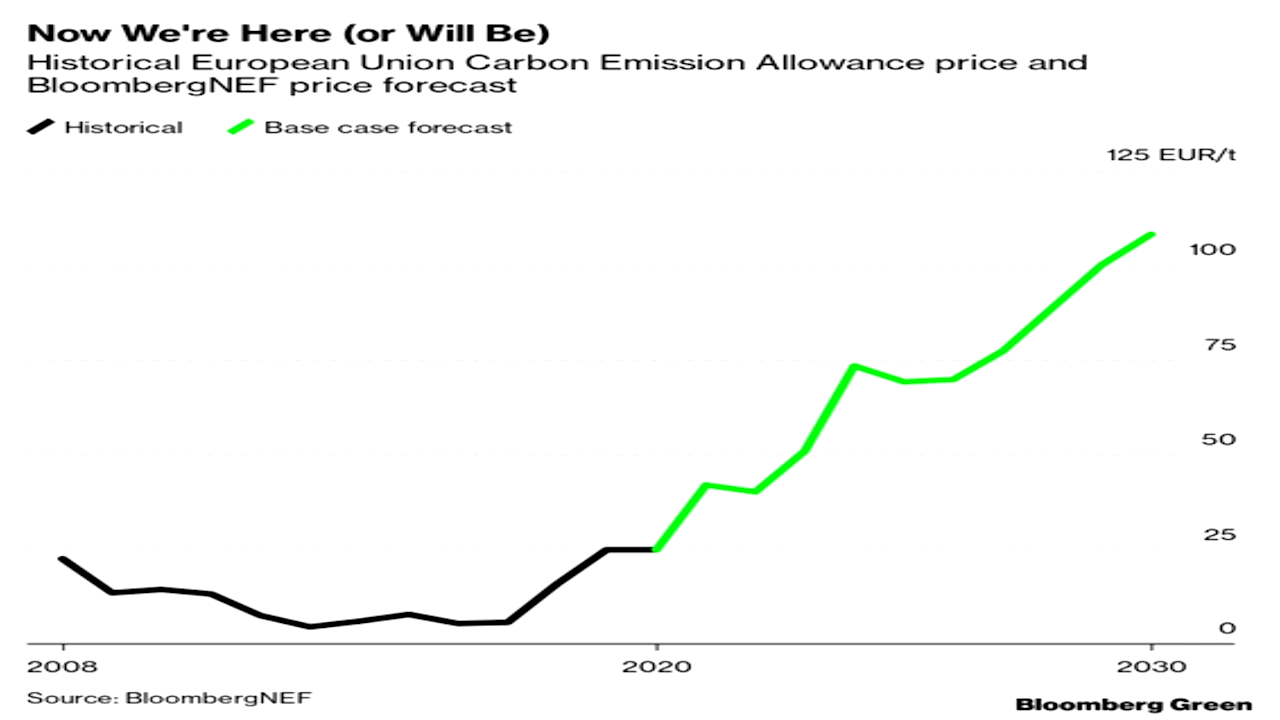 Now We're Here (or Will Be)
Historical European Union Carbon Emission Allowance price and
BloombergNEF price forecast
Historical
Base case forecast
125 EUR/t
100
75
50
25
0
2008
2020
2030
Source: BloombergNEF
Bloomberg Green